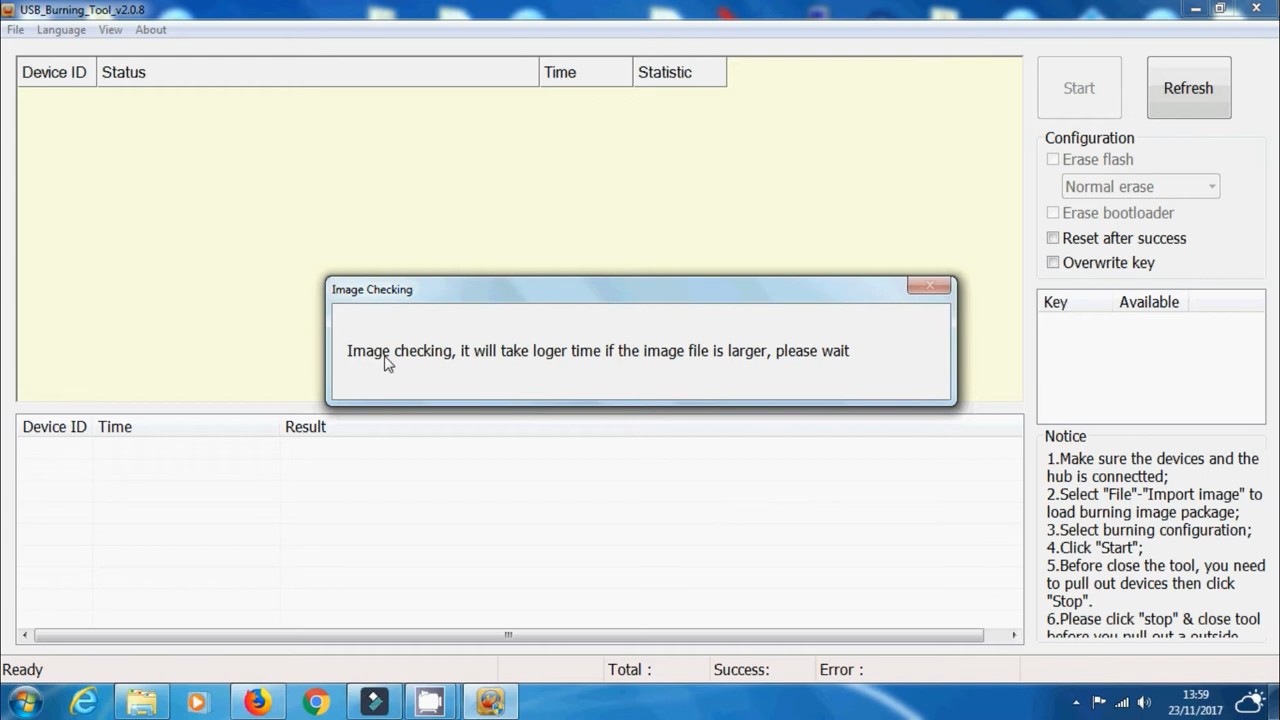 USB_Burning_Tool_v2.0.8
File Language View About
Device ID Status Time Statistic
Start Refresh
Configuration
Erase flash
Normal erase
Erase bootloader
Reset after success
Overwrite key
Image Checking
Image checking, it will take loger time if the image file is larger, please wait
Key Available
Device ID Time Result
Notice
1.Make sure the devices and the
hub is connectted;
2.Select "File"-"Import image" to
load burning image package;
3.Select burning configuration;
4.Click "Start";
5.Before close the tool, you need
to pull out devices then click
"Stop".
6.Please click "stop" & close tool
before you pull out a outside
Ready Total : Success: Error :
13:59
23/11/2017